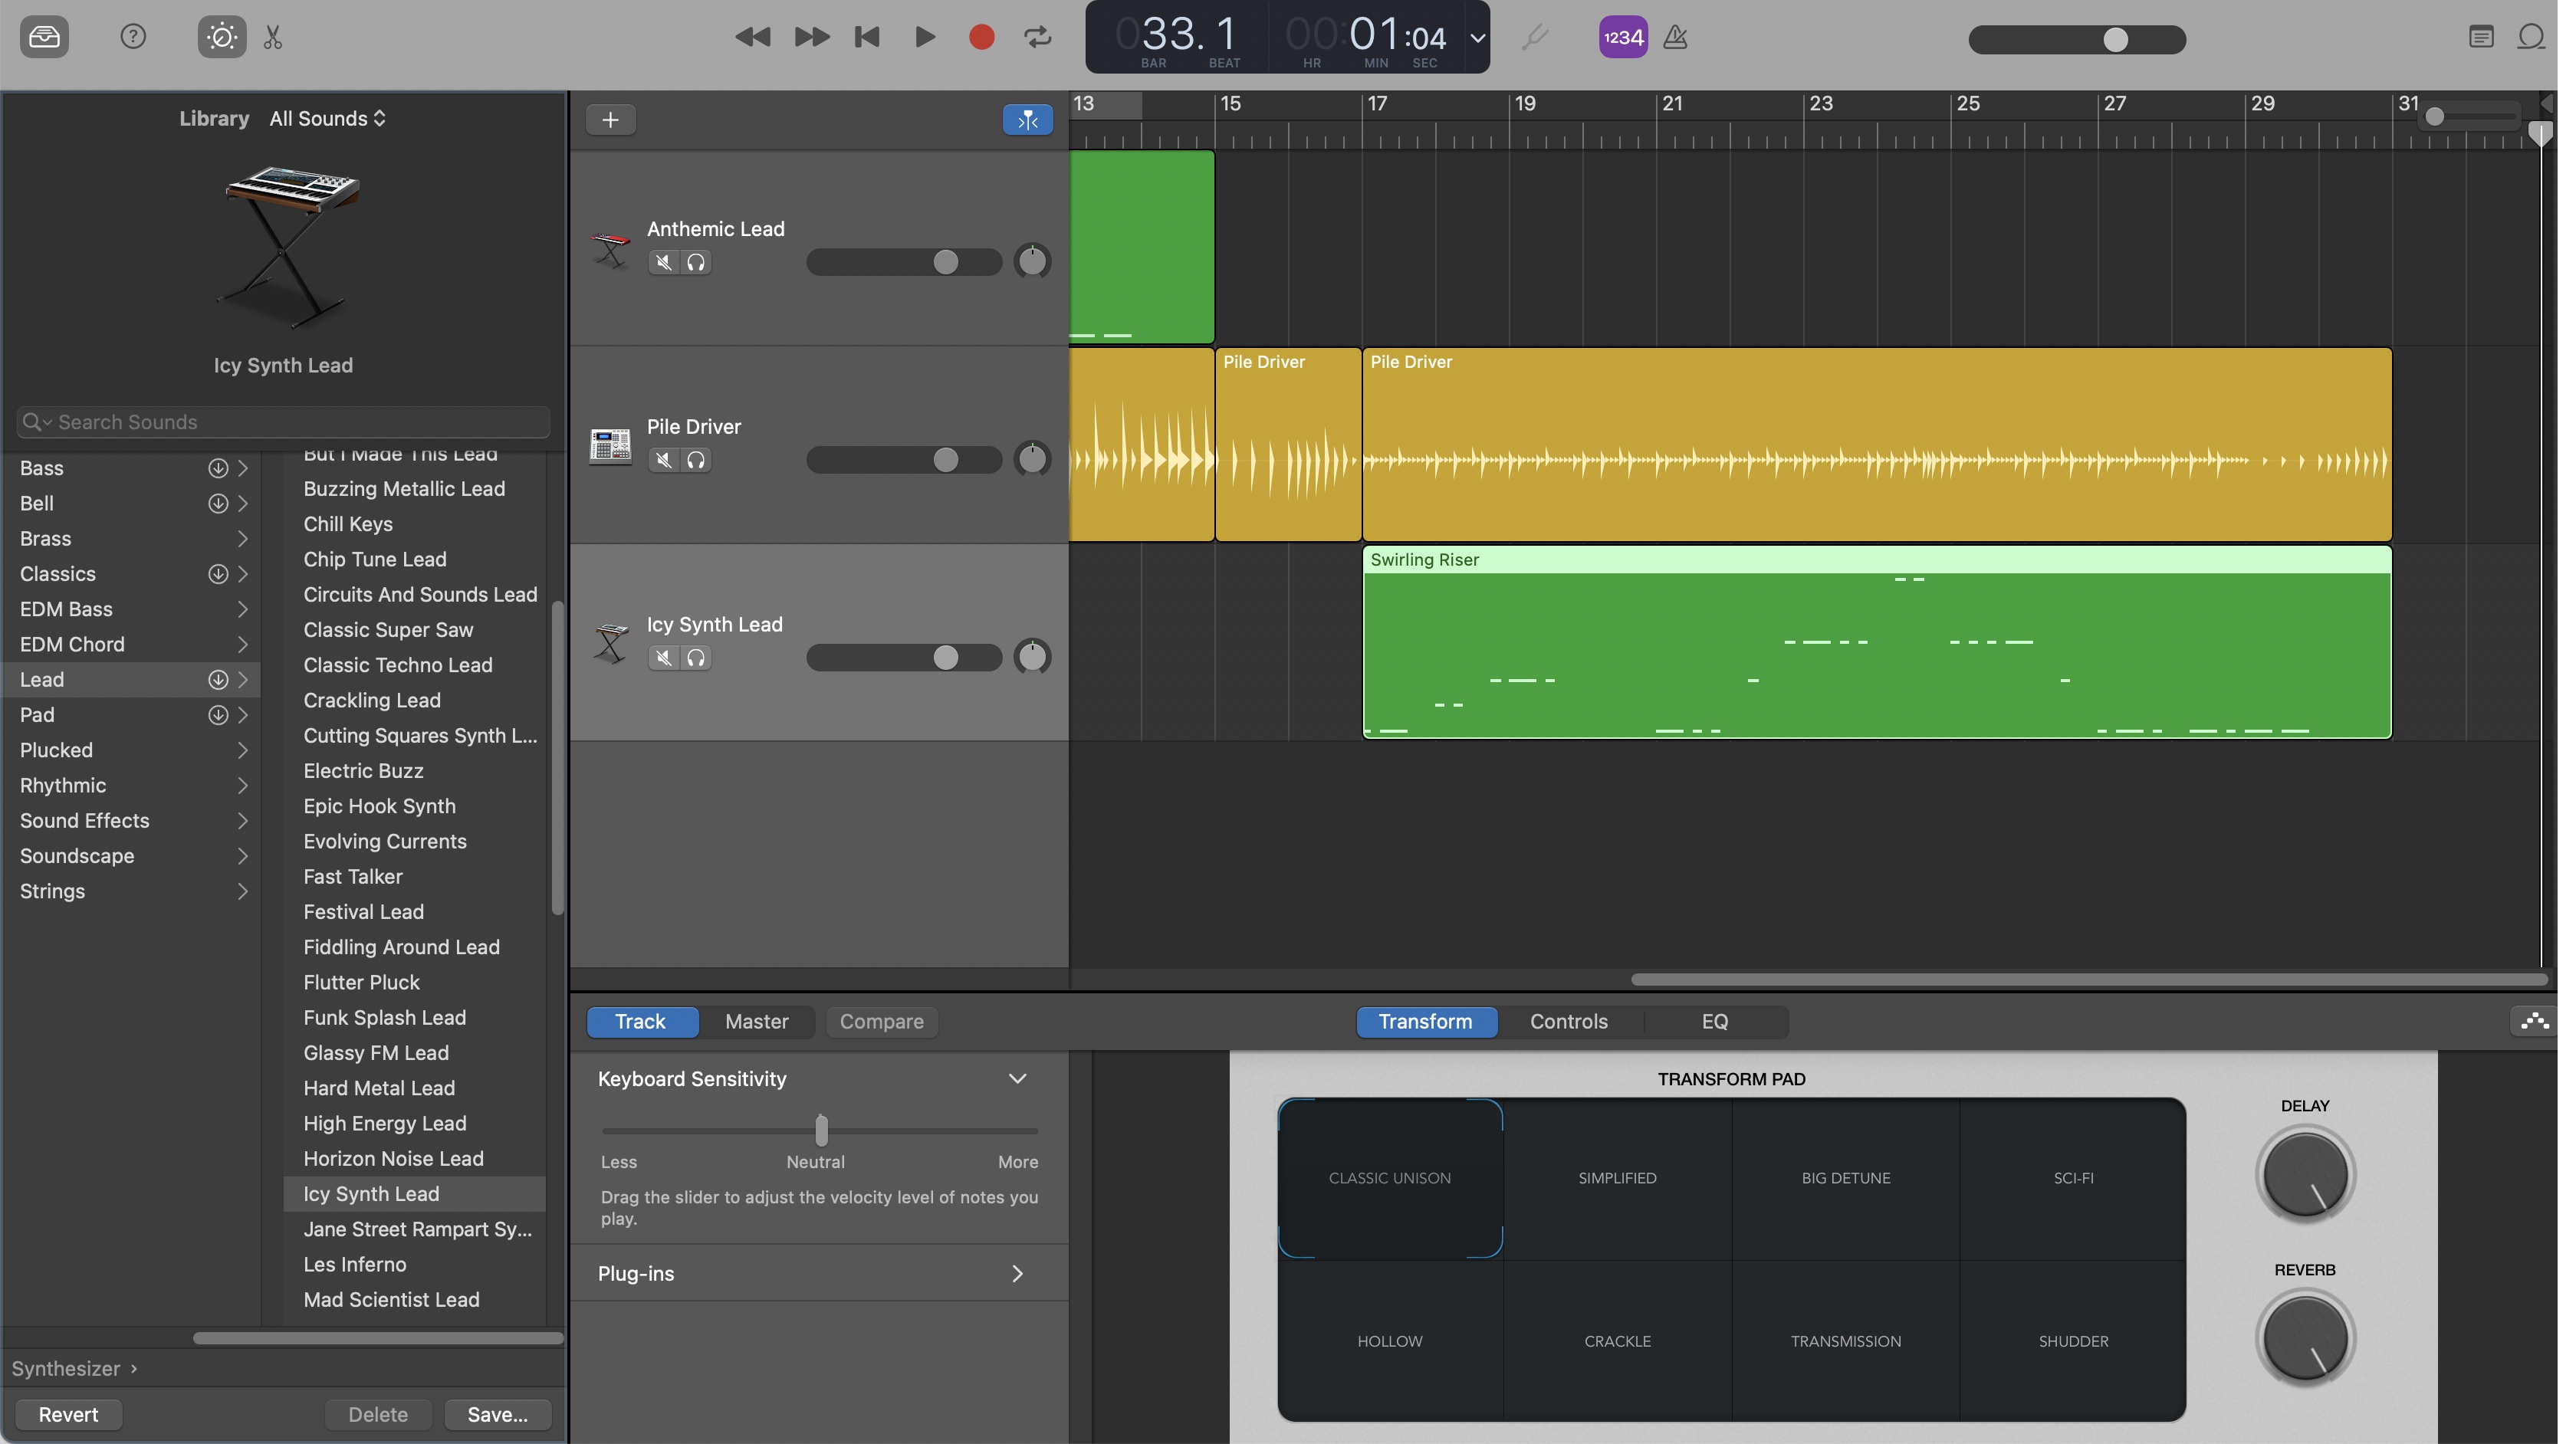 033. 1
00:01:04
1234
BAR
BEAT
HR
MIN
SEC
Library
All Sounds
13
15
17
19
21
23
25
27
29
31
Icy Synth Lead
Search Sounds
Bass
Bell
Brass
Classics
EDM Bass
EDM Chord
Lead
Pad
Plucked
Rhythmic
Sound Effects
Soundscape
Strings
But I Made This Lead
Buzzing Metallic Lead
Chill Keys
Chip Tune Lead
Circuits And Sounds Lead
Classic Super Saw
Classic Techno Lead
Crackling Lead
Cutting Squares Synth L...
Electric Buzz
Epic Hook Synth
Evolving Currents
Fast Talker
Festival Lead
Fiddling Around Lead
Flutter Pluck
Funk Splash Lead
Glassy FM Lead
Hard Metal Lead
High Energy Lead
Horizon Noise Lead
Icy Synth Lead
Jane Street Rampart Sy...
Les Inferno
Mad Scientist Lead
Synthesizer
Revert
Delete
Save...
Anthemic Lead
Pile Driver
Pile Driver
Pile Driver
Icy Synth Lead
Swirling Riser
Track
Master
Compare
Transform
Controls
EQ
Keyboard Sensitivity
Less
Neutral
More
Drag the slider to adjust the velocity level of notes you
play.
Plug-ins
TRANSFORM PAD
CLASSIC UNISON
SIMPLIFIED
BIG DETUNE
SCI-FI
HOLLOW
CRACKLE
TRANSMISSION
SHUDDER
DELAY
REVERB